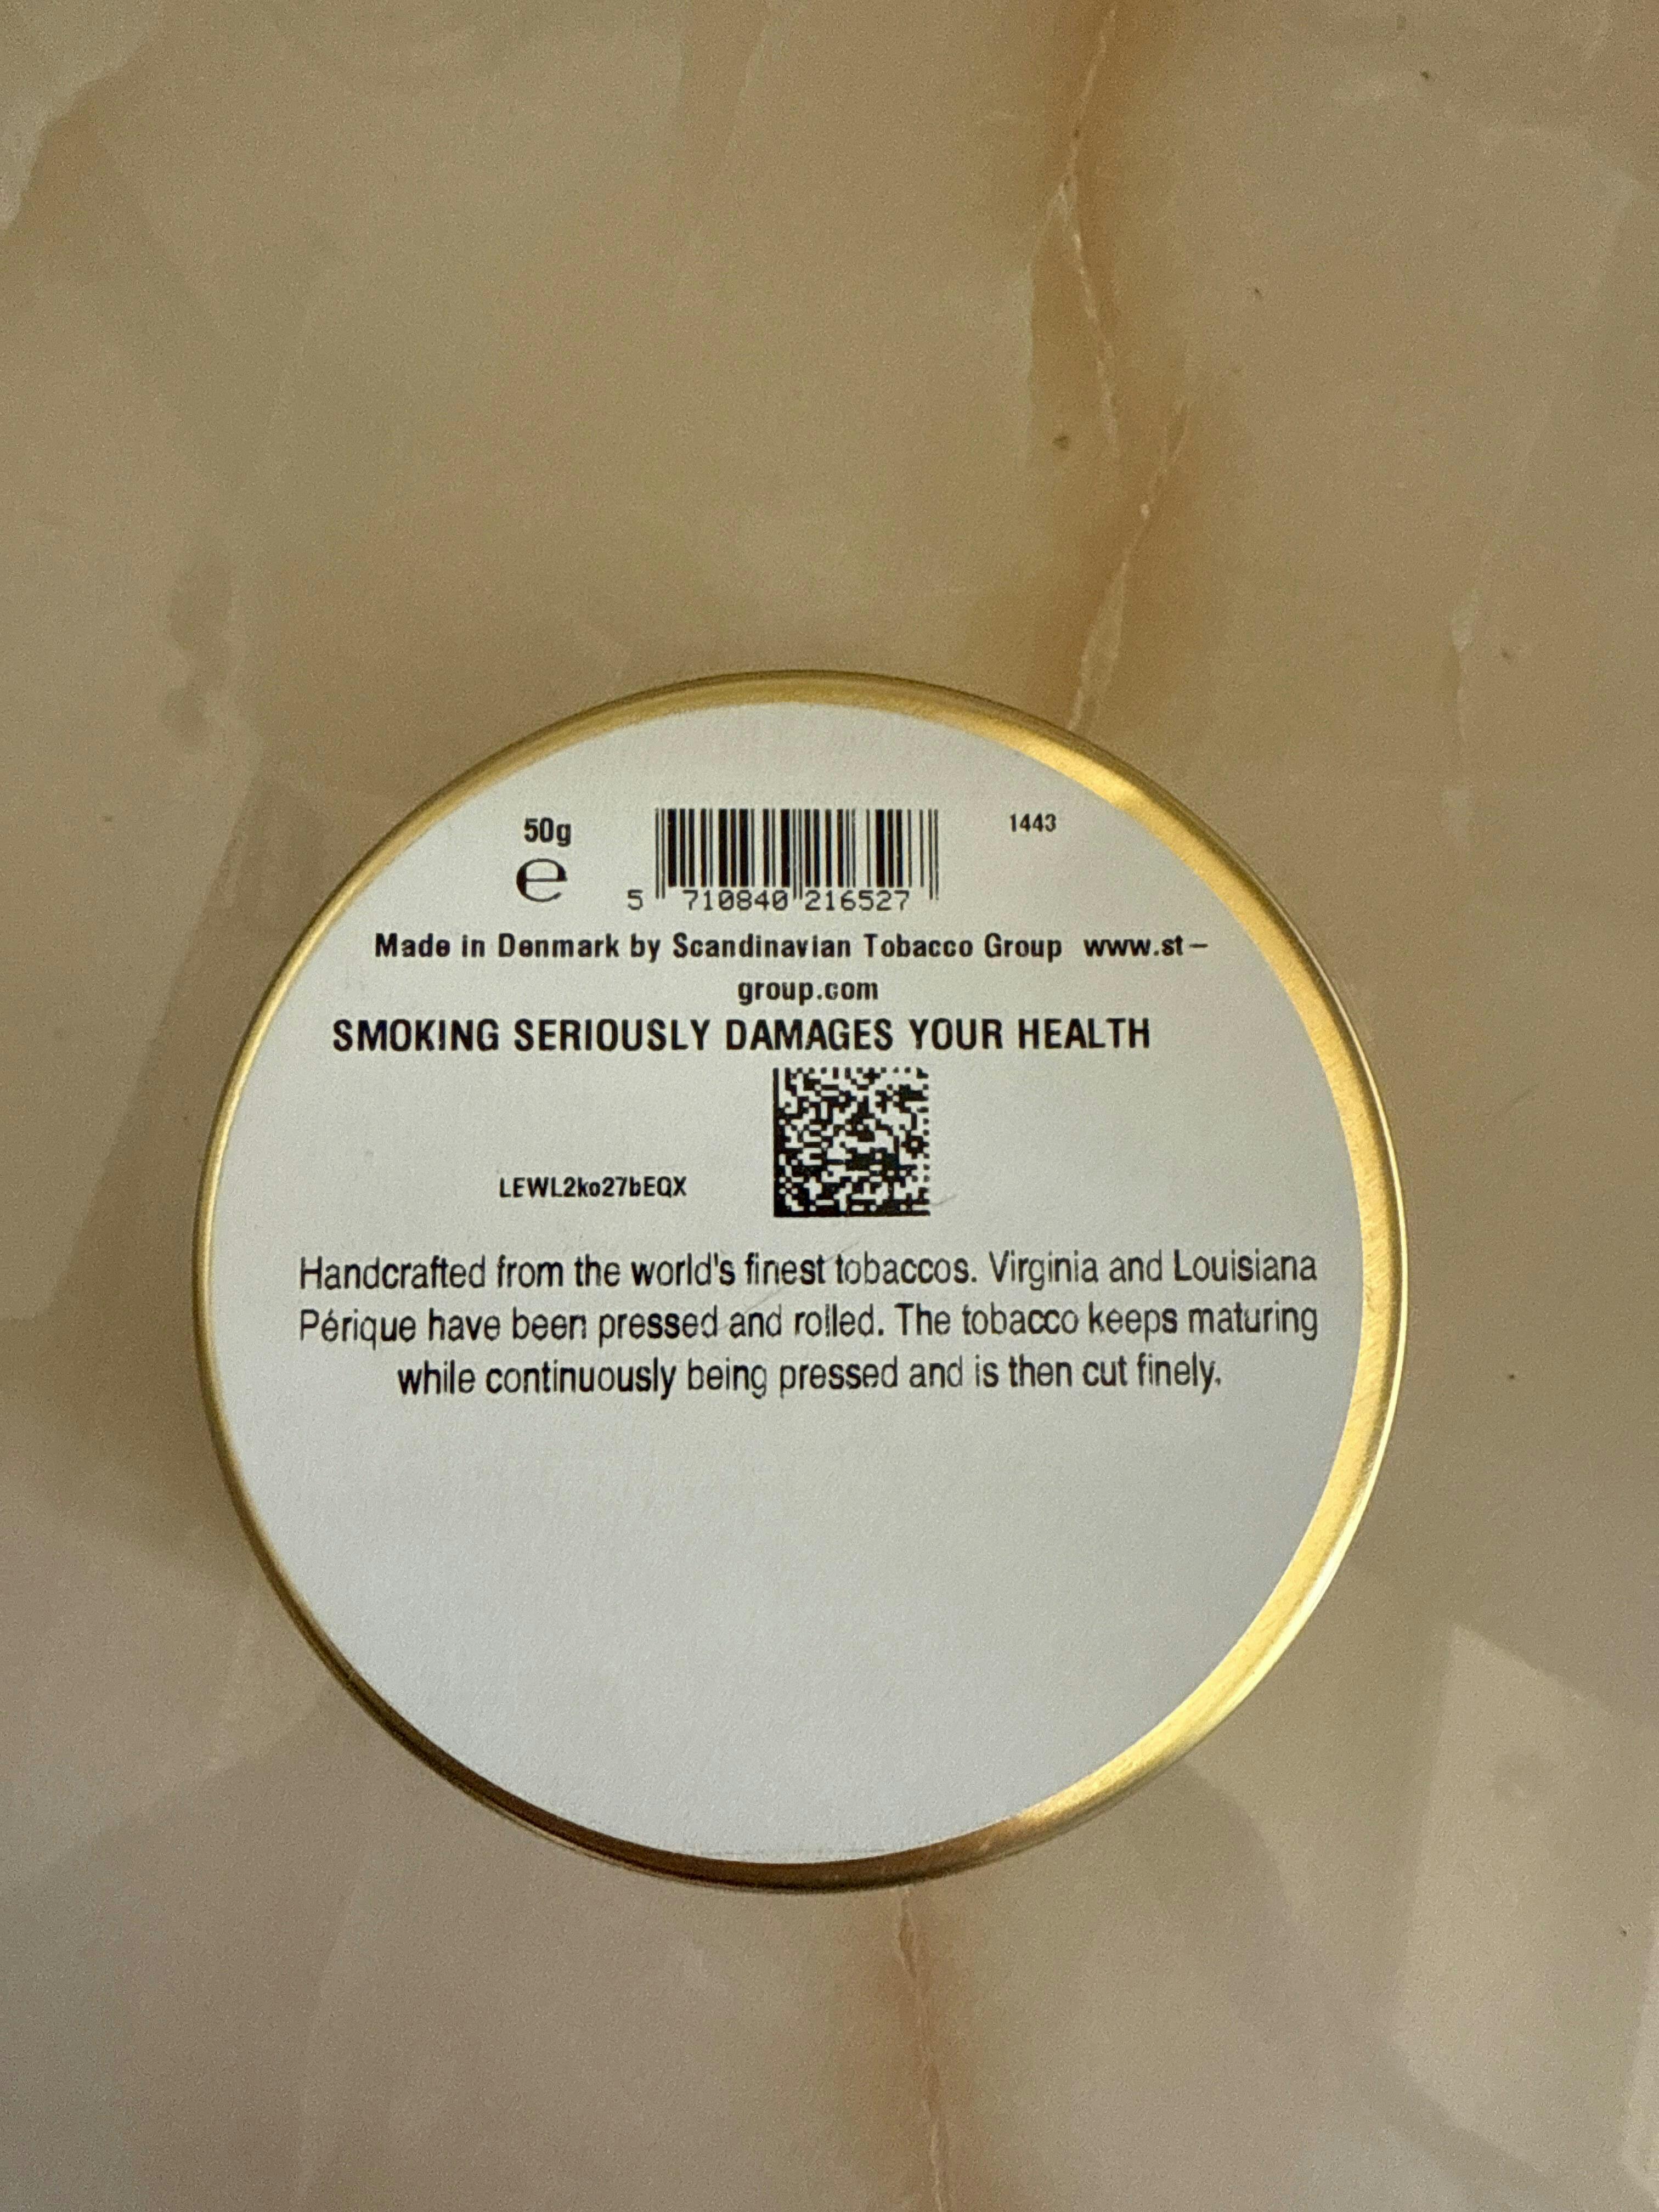 50g
℮
5 710840 216527
1443
Made in Denmark by Scandinavian Tobacco Group www.st-
group.com
SMOKING SERIOUSLY DAMAGES YOUR HEALTH
LEWL2ko27bEQX
Handcrafted from the world's finest tobaccos. Virginia and Louisiana
Périque have been pressed and rolled. The tobacco keeps maturing
while continuously being pressed and is then cut finely.